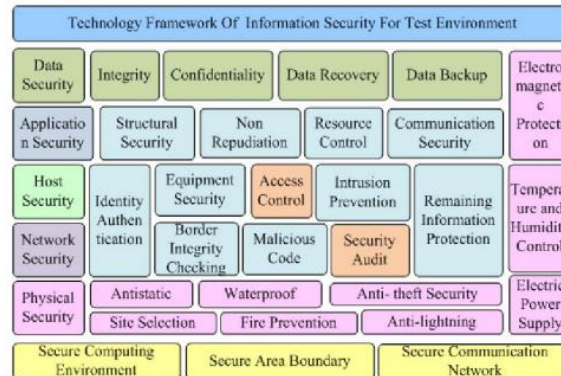 Technology Framework Of Information Security For Test Environment
Data
Security
Integrity
Confidentiality
Data Recovery
Data Backup
Electro
magneti
c
Protecti
on
Applicatio
n Security
Structural
Security
Non
Repudiation
Resource
Control
Communication
Security
Host
Security
Identity
Authen
tication
Equipment
Security
Access
Control
Intrusion
Prevention
Remaining
Information
Protection
Temperat
ure and
Humidity
Control
Network
Security
Border
Integrity
Checking
Malicious
Code
Security
Audit
Physical
Security
Antistatic
Waterproof
Anti- theft Security
Electric
Power
Supply
Site Selection
Fire Prevention
Anti-lightning
Secure Computing
Environment
Secure Area Boundary
Secure Communication
Network